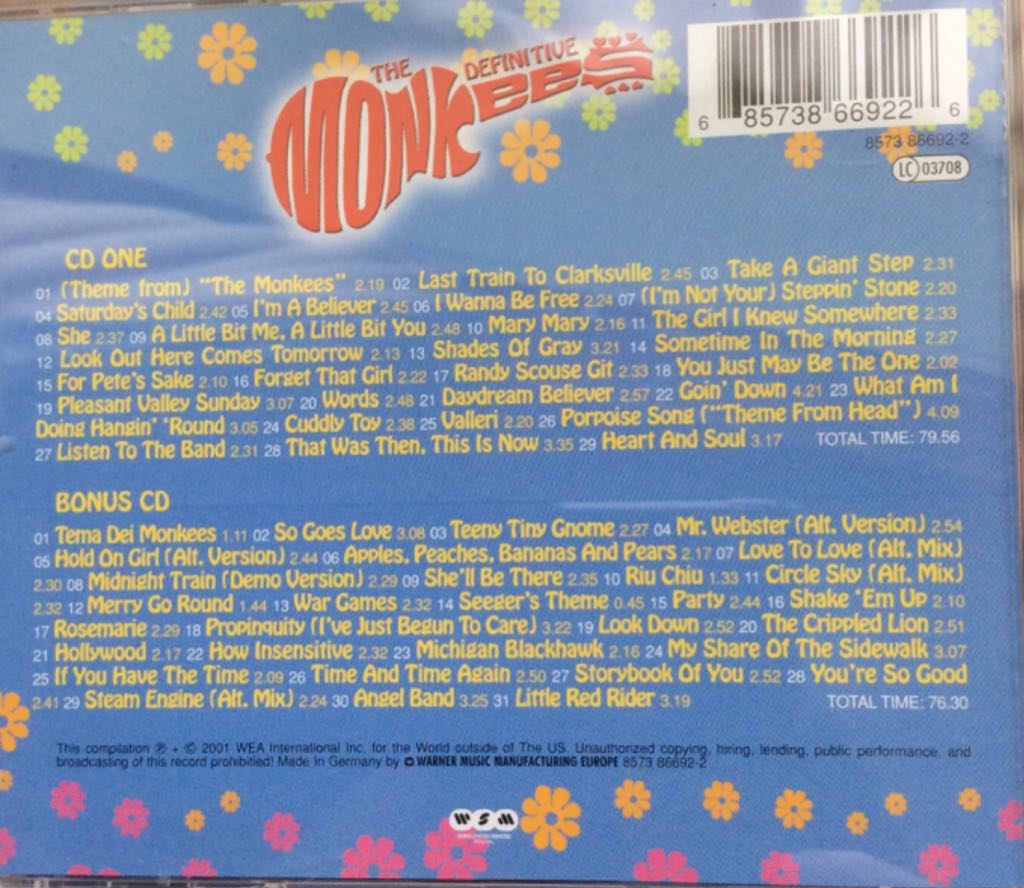 THE DEFINITIVE
MONKEES
6 85738 66922 6
8573 86692-2
LC 03708
CD ONE
01 (Theme from) "The Monkees" 2.19 02 Last Train To Clarksville 2.45 03 Take A Giant Step 2.31
04 Saturday's Child 2.42 05 I'm A Believer 2.45 06 I Wanna Be Free 2.24 07 (I'm Not Your) Steppin' Stone 2.20
08 She 2.37 09 A Little Bit Me, A Little Bit You 2.48 10 Mary Mary 2.16 11 The Girl I Knew Somewhere 2.33
12 Look Out Here Comes Tomorrow 2.13 13 Shades Of Gray 3.21 14 Sometime In The Morning 2.27
15 For Pete's Sake 2.10 16 Forget That Girl 2.22 17 Randy Scouse Git 2.33 18 You Just May Be The One 2.02
19 Pleasant Valley Sunday 3.07 20 Words 2.48 21 Daydream Believer 2.57 22 Goin' Down 4.21 23 What Am I
Doing Hangin' 'Round 3.05 24 Cuddly Toy 2.38 25 Valleri 2.20 26 Porpoise Song ("Theme From Head") 4.09
27 Listen To The Band 2.31 28 That Was Then, This Is Now 3.35 29 Heart And Soul 3.17 TOTAL TIME: 79.56
BONUS CD
01 Tema Dei Monkees 1.11 02 So Goes Love 3.08 03 Teeny Tiny Gnome 2.27 04 Mr. Webster (Alt. Version) 2.54
05 Hold On Girl (Alt. Version) 2.44 06 Apples, Peaches, Bananas And Pears 2.17 07 Love To Love (Alt. Mix)
2.30 08 Midnight Train (Demo Version) 2.29 09 She'll Be There 2.35 10 Riu Chiu 1.33 11 Circle Sky (Alt. Mix)
2.32 12 Merry Go Round 1.44 13 War Games 2.32 14 Seeger's Theme 0.45 15 Party 2.44 16 Shake 'Em Up 2.10
17 Rosemarie 2.29 18 Propinquity (I've Just Begun To Care) 3.22 19 Look Down 2.52 20 The Crippled Lion 2.51
21 Hollywood 2.17 22 How Insensitive 2.32 23 Michigan Blackhawk 2.16 24 My Share Of The Sidewalk 3.07
25 If You Have The Time 2.09 26 Time And Time Again 2.50 27 Storybook Of You 2.52 28 You're So Good
2.41 29 Steam Engine (Alt. Mix) 2.24 30 Angel Band 3.25 31 Little Red Rider 3.19 TOTAL TIME: 76.30
This compilation ℗ + © 2001 WEA International Inc. for the World outside of The US. Unauthorized copying, hiring, lending, public performance, and
broadcasting of this record prohibited! Made In Germany by WARNER MUSIC MANUFACTURING EUROPE 8573 86692-2
WSM